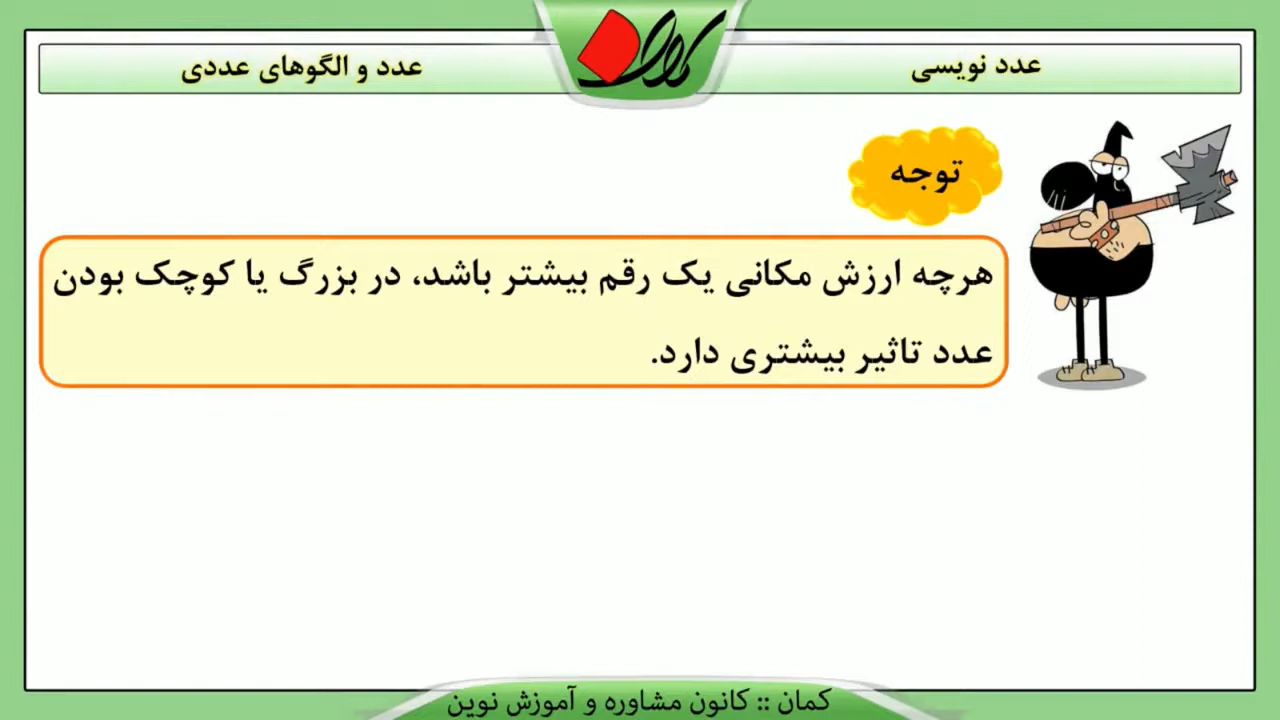 عدد نویسی
کمان
عدد و الگوهای عددی
توجه
هرچه ارزش مکانی یک رقم بیشتر باشد، در بزرگ یا کوچک بودن
عدد تاثیر بیشتری دارد.
کمان :: کانون مشاوره و آموزش نوین